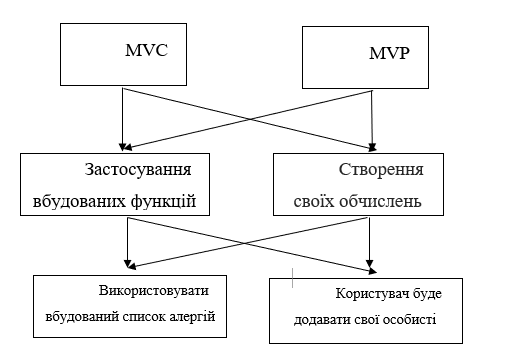 MVC
MVP
Застосування
вбудованих функцій
Створення
своїх обчислень
Використовувати
вбудований список алергій
Користувач буде
додавати свої особисті